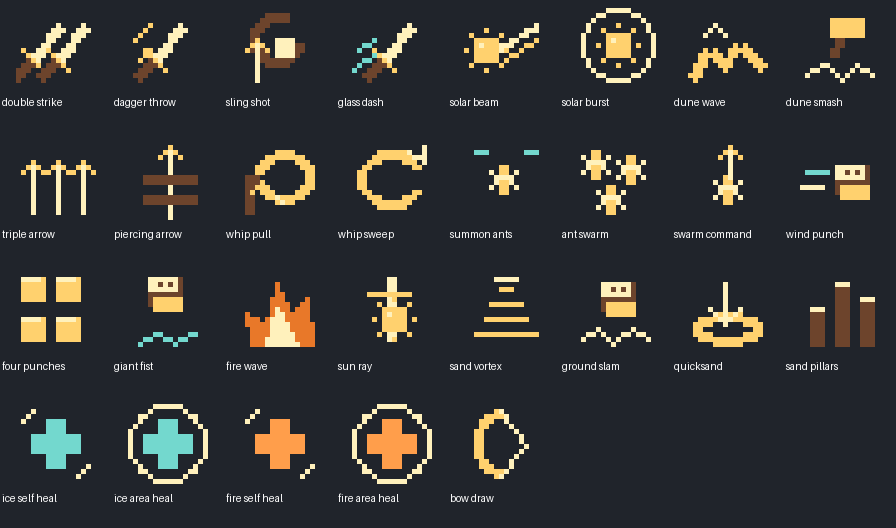 double strike
dagger throw
sling shot
glass dash
solar beam
solar burst
dune wave
dune smash
triple arrow
piercing arrow
whip pull
whip sweep
summon ants
ant swarm
swarm command
wind punch
four punches
giant fist
fire wave
sun ray
sand vortex
ground slam
quicksand
sand pillars
ice self heal
ice area heal
fire self heal
fire area heal
bow draw